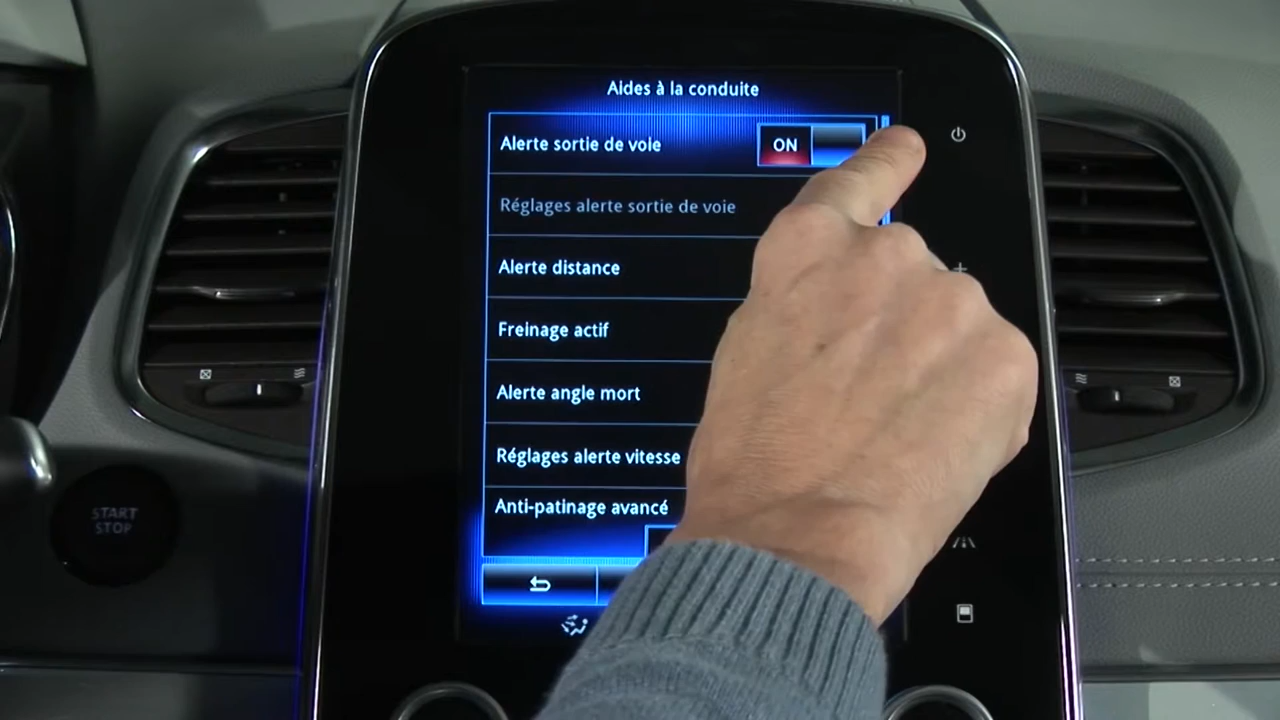 Aides à la conduite
Alerte sortie de voie
ON
Réglages alerte sortie de voie
Alerte distance
Freinage actif
Alerte angle mort
Réglages alerte vitesse
Anti-patinage avancé
START
STOP